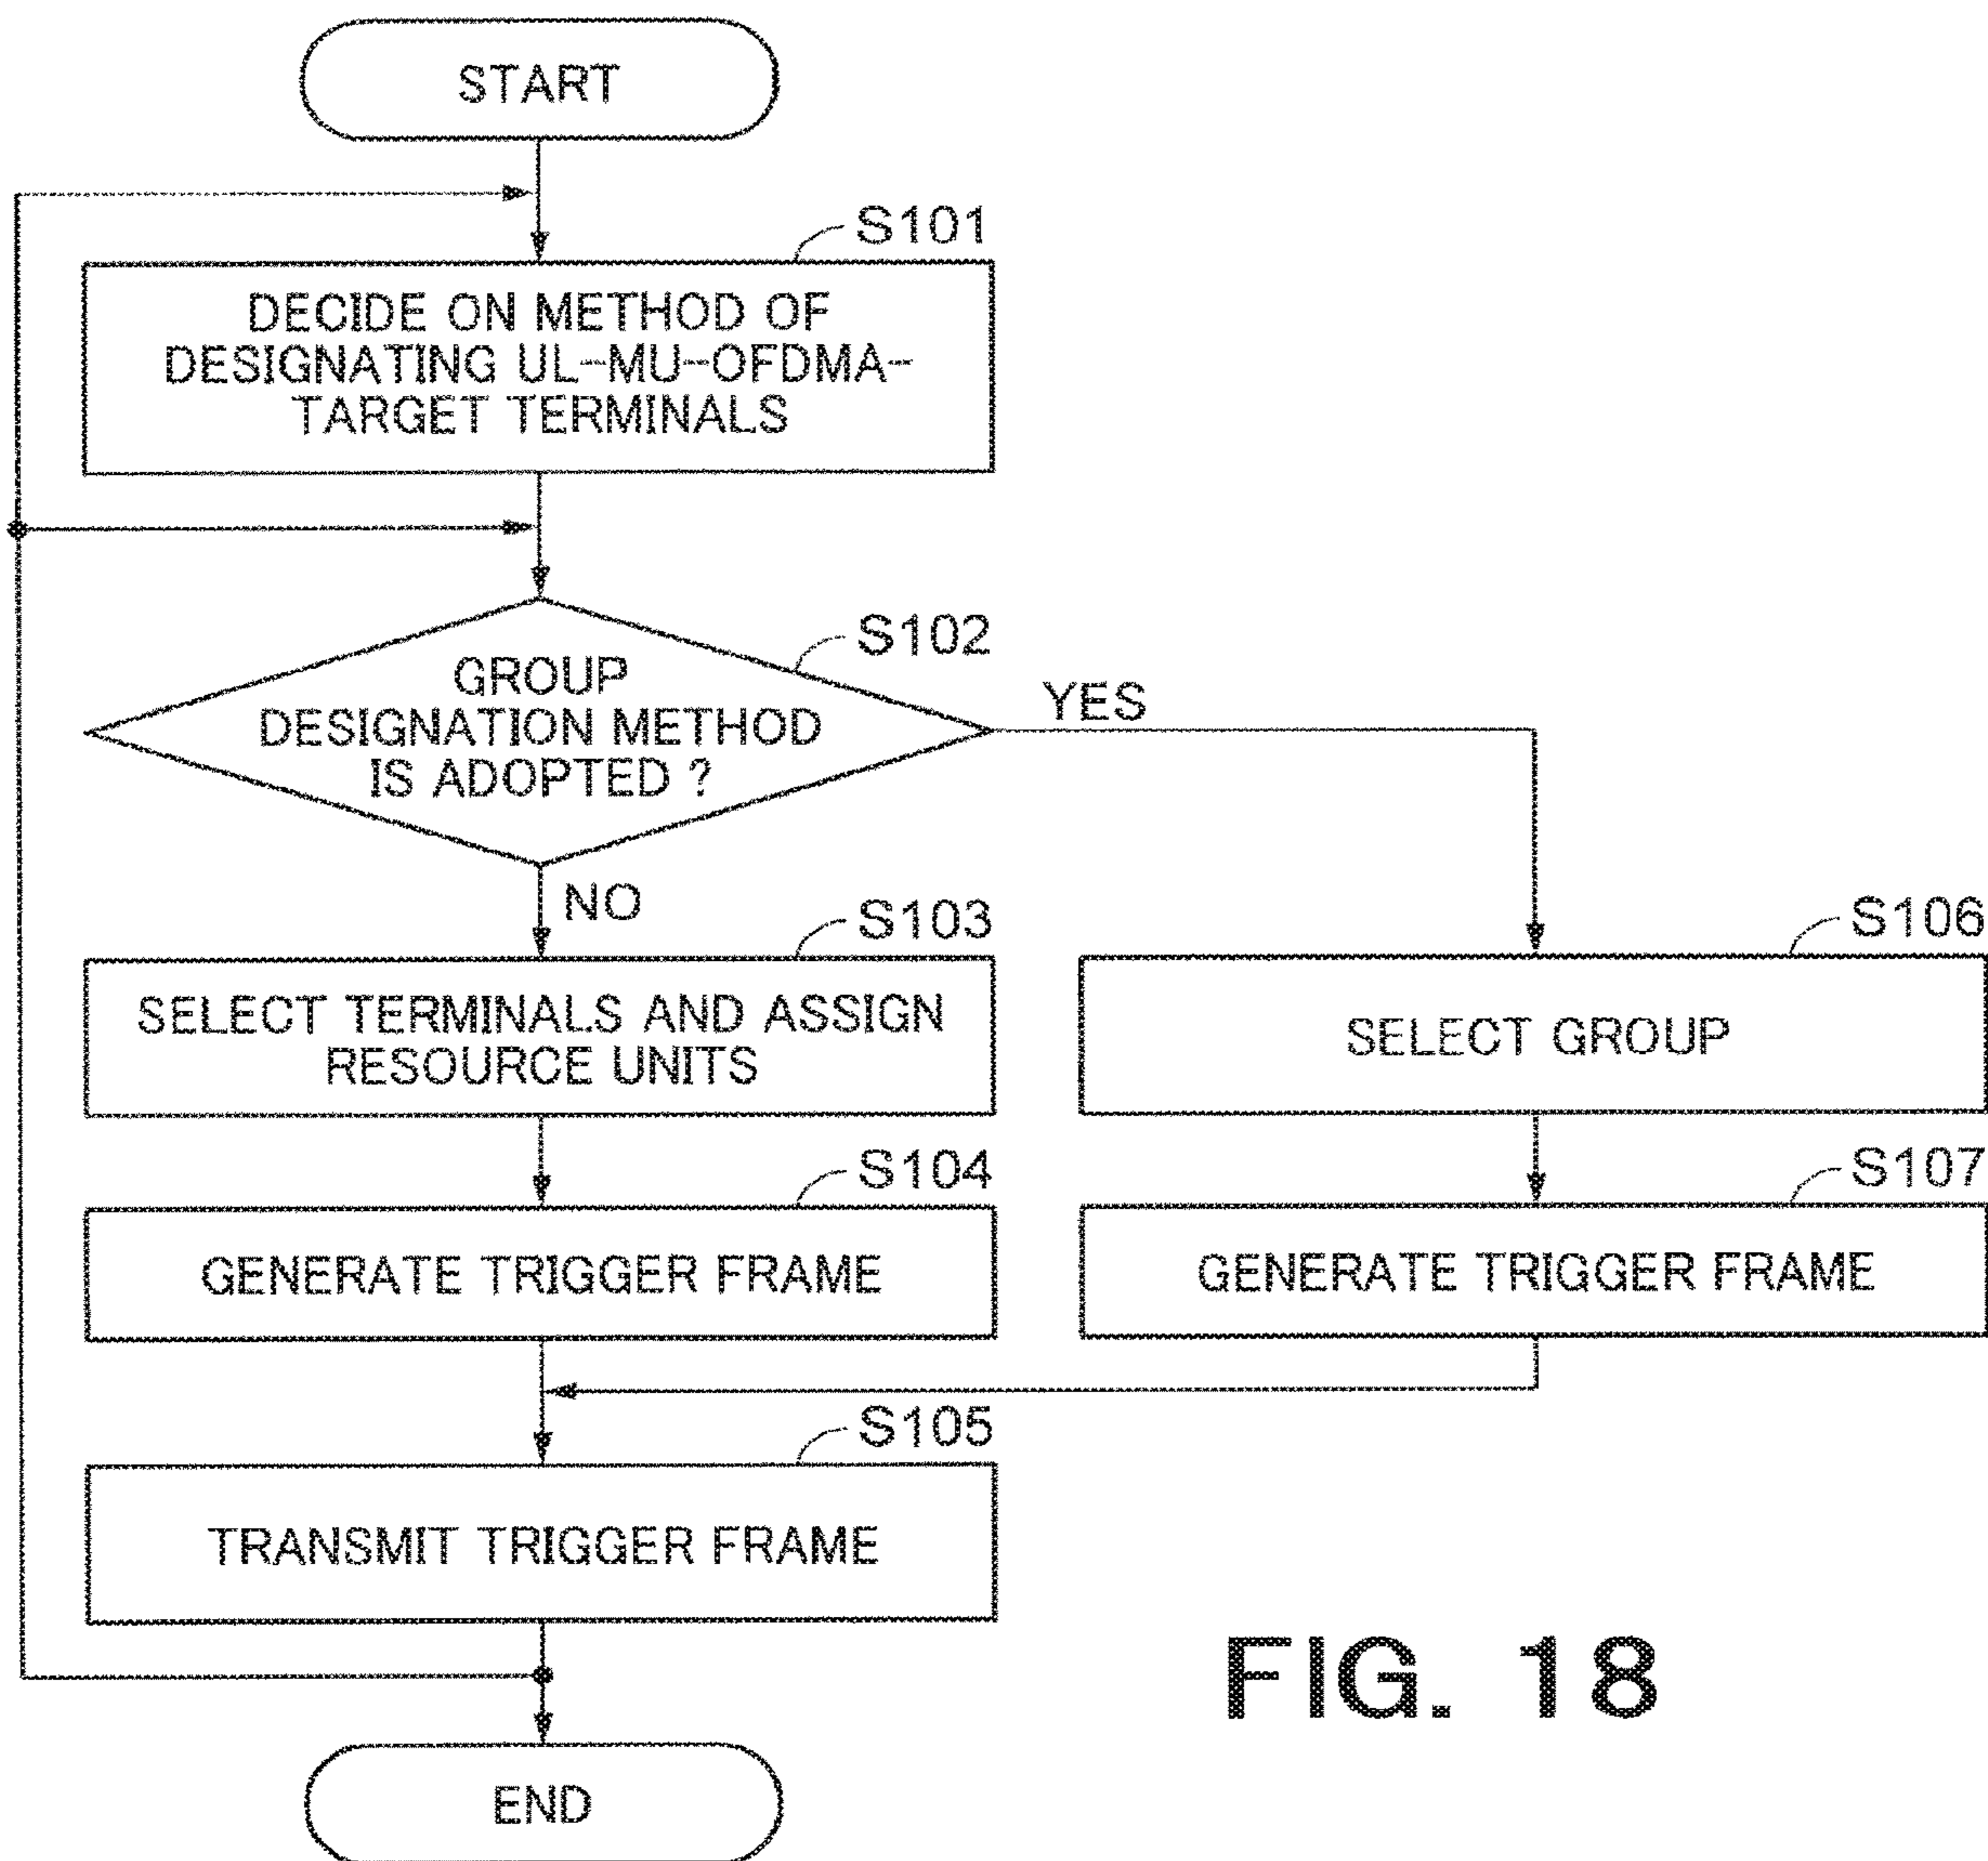 START
S101
DECIDE ON METHOD OF
DESIGNATING UL-MU-OFDMA-
TARGET TERMINALS
S102
GROUP
DESIGNATION METHOD
IS ADOPTED ?
YES
NO
S103
SELECT TERMINALS AND ASSIGN
RESOURCE UNITS
S106
SELECT GROUP
S104
GENERATE TRIGGER FRAME
S107
GENERATE TRIGGER FRAME
S105
TRANSMIT TRIGGER FRAME
END
FIG. 18